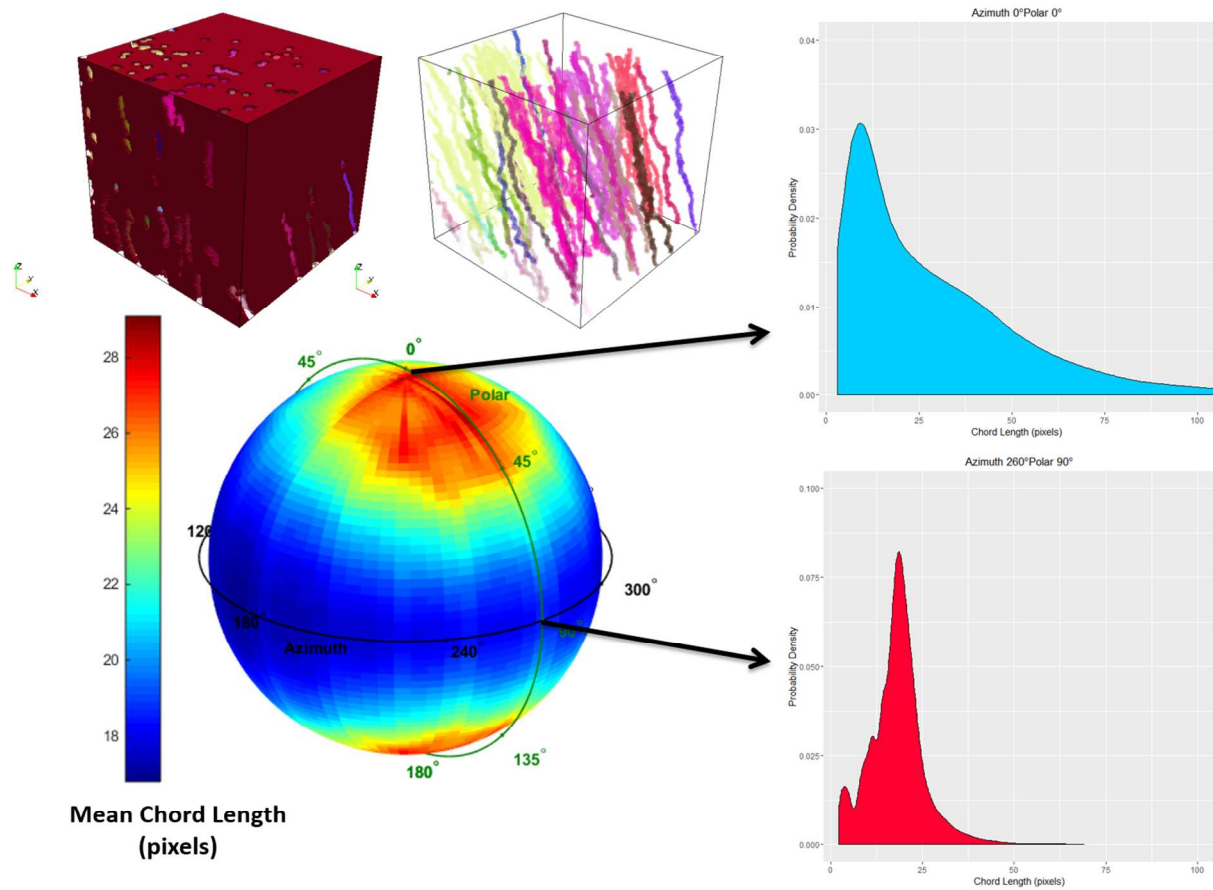 Azimuth 0°Polar 0°
0.04
0.03
0.02
0.01
0.00
Probability Density
0 25 50 75 100
Chord Length (pixels)
Z Y X
Z Y X
28
26
24
22
20
18
Mean Chord Length
(pixels)
0°
45°
Polar
45°
120
300°
180°
90°
Azimuth
240°
135°
180°
Azimuth 260°Polar 90°
0.100
0.075
0.050
0.025
0.000
Probability Density
0 25 50 75 100
Chord Length (pixels)